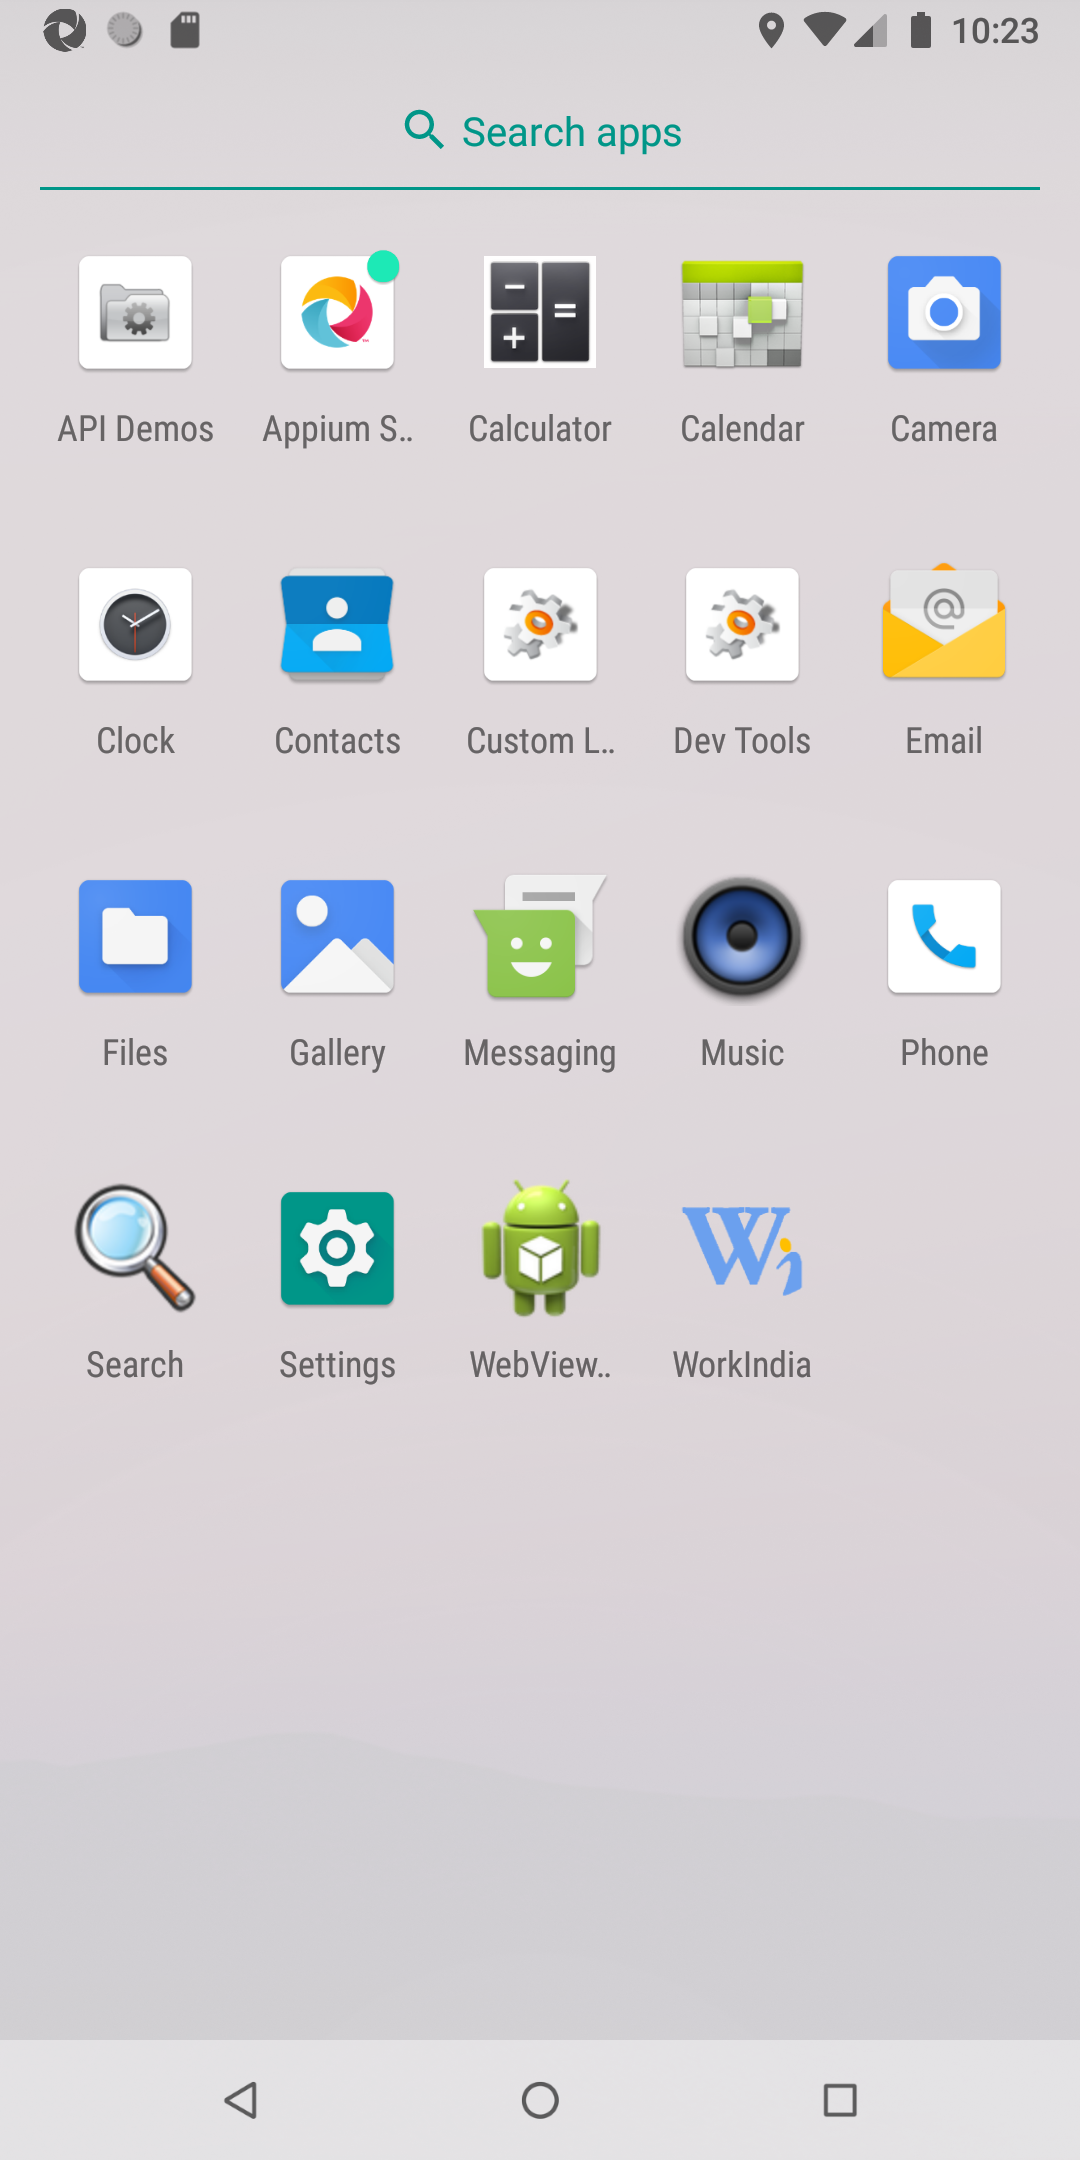 10:23
Search apps
API Demos Appium S.. Calculator Calendar Camera
Clock Contacts Custom L.. Dev Tools Email
Files Gallery Messaging Music Phone
Search Settings WebView.. WorkIndia